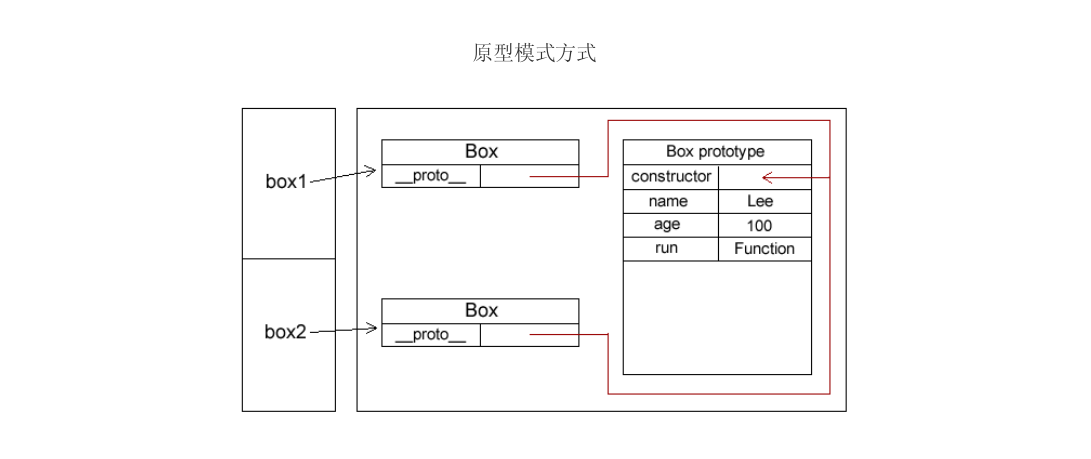 原型模式方式
box1
Box
__proto__
Box prototype
constructor
name Lee
age 100
run Function
box2
Box
__proto__